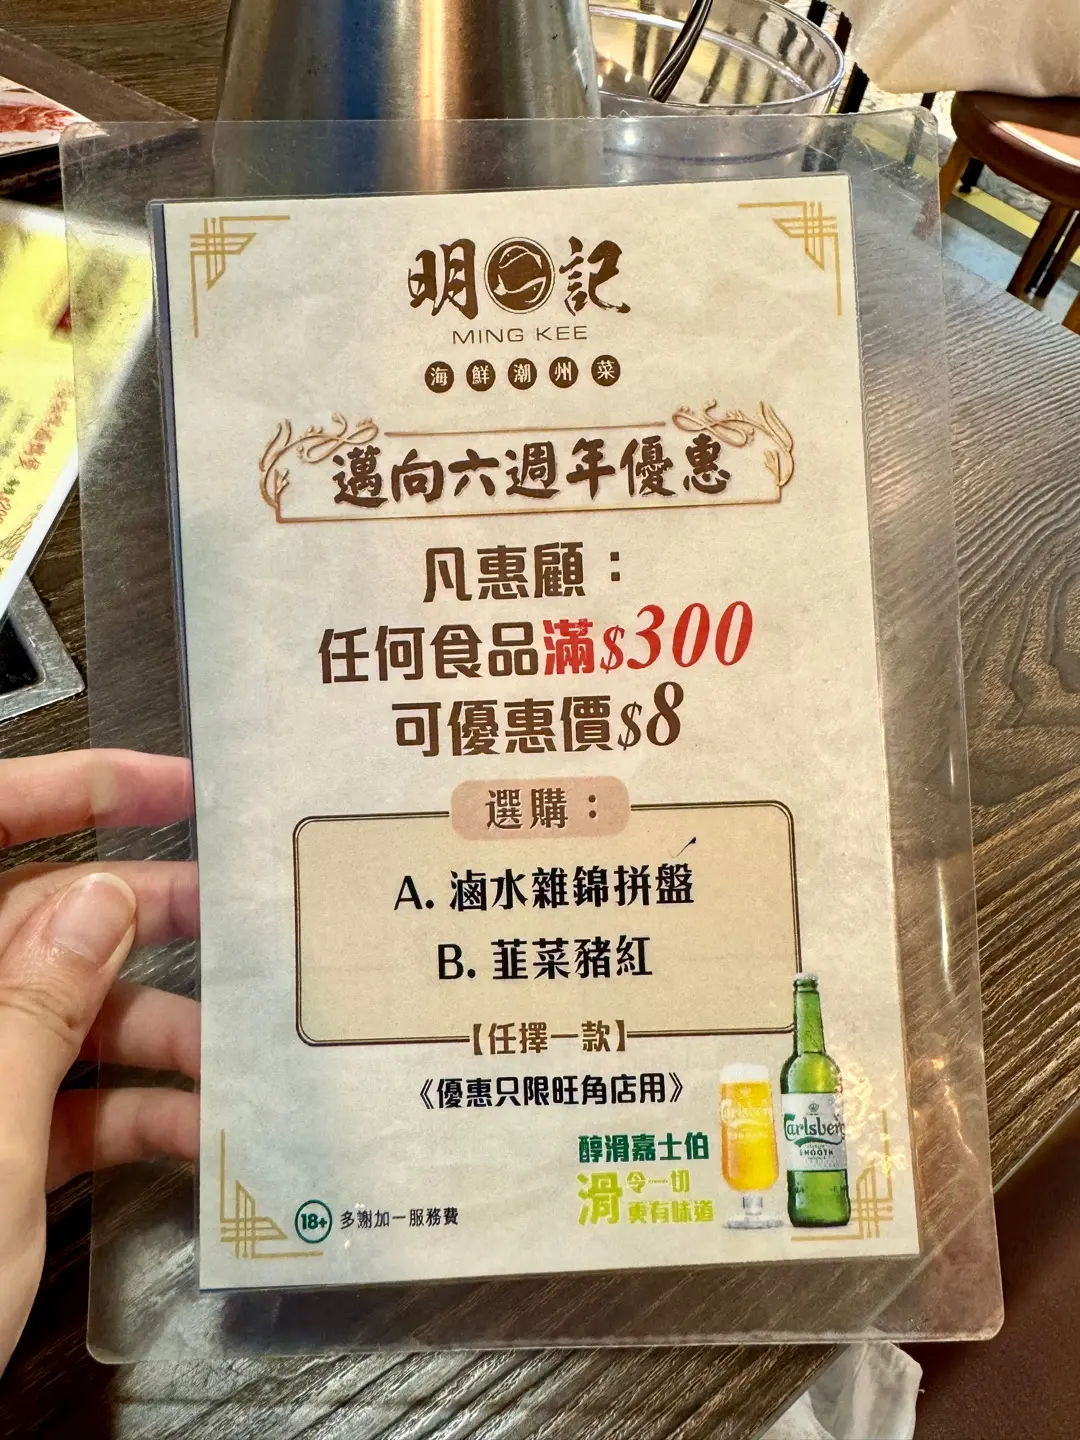 明記
MING KEE
海鮮潮州菜
邁向六週年優惠
凡惠顧：
任何食品滿$300
可優惠價$8
選購：
A. 滷水雜錦拼盤
B. 韮菜豬紅
【任擇一款】
《優惠只限旺角店用》
醇滑嘉士伯
滑令一切
更有味道
Carlsberg
Carlsberg
SMOOTH
18+ 多謝加一服務費